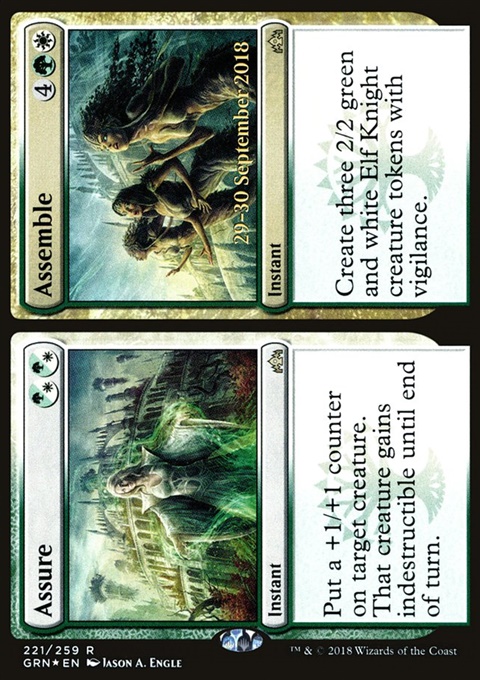 Assure
Instant
Put a +1/+1 counter
on target creature.
That creature gains
indestructible until end
of turn.
Assemble
4
29-30 September 2018
Instant
Create three 2/2 green
and white Elf Knight
creature tokens with
vigilance.
221/259 R
GRN★EN Jason A. Engle
™ & © 2018 Wizards of the Coast